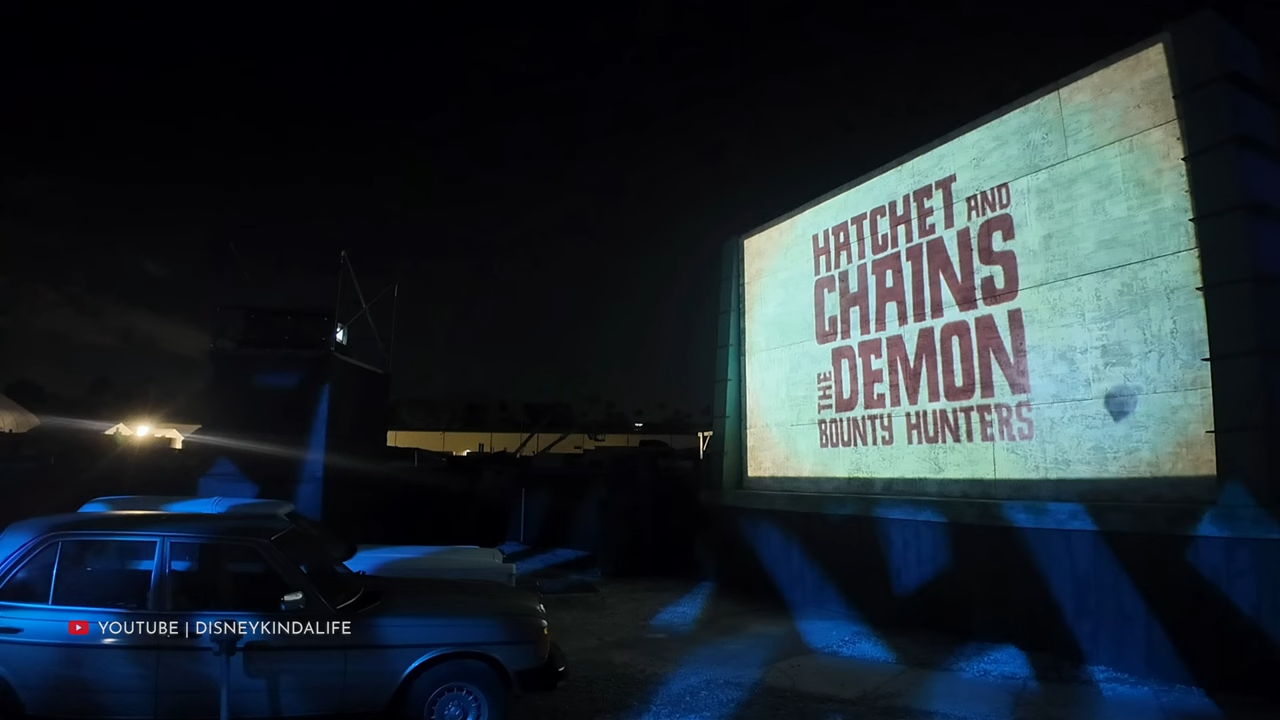 HATCHET AND
CHAINS
THE DEMON
BOUNTY HUNTERS
YOUTUBE | DISNEYKINDALIFE